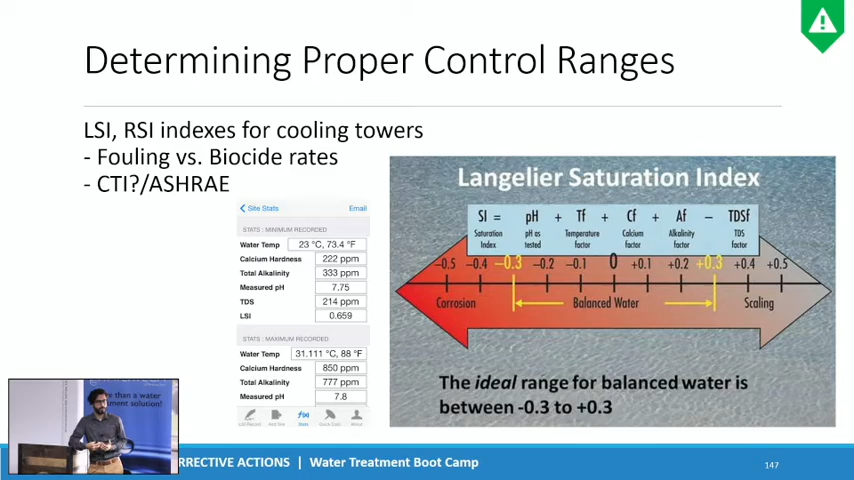 Determining Proper Control Ranges
LSI, RSI indexes for cooling towers
- Fouling vs. Biocide rates
- CTI?/ASHRAE
Site Stats
Email
STATS : MINIMUM RECORDED
Water Temp 23 °C, 73.4 °F
Calcium Hardness 222 ppm
Total Alkalinity 333 ppm
Measured pH 7.75
TDS 214 ppm
LSI 0.659
STATS : MAXIMUM RECORDED
Water Temp 31.111 °C, 88 °F
Calcium Hardness 850 ppm
Total Alkalinity 777 ppm
Measured pH 7.8
f(x)
Stats
About
Langelier Saturation Index
SI = pH + Tf + Cf + Af – TDSf
Saturation Index
pH as tested
Temperature factor
Calcium factor
Alkalinity factor
TDS factor
–0.5 –0.4 –0.3 –0.2 –0.1 0 +0.1 +0.2 +0.3 +0.4 +0.5
Corrosion Balanced Water Scaling
The ideal range for balanced water is
between -0.3 to +0.3
than a water
ment solution!
RRECTIVE ACTIONS | Water Treatment Boot Camp
147